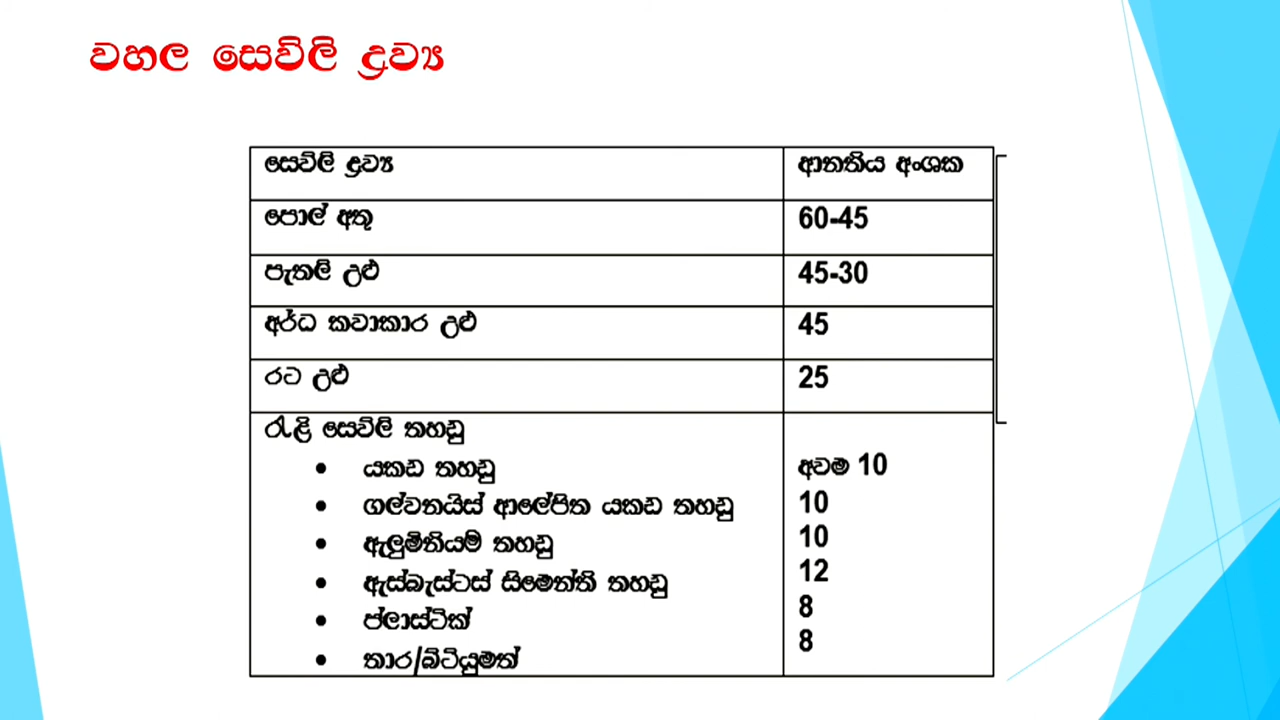 වහල සෙවිලි ද්‍රව්‍ය
සෙවිලි ද්‍රව්‍ය ආනතිය අංශක
පොල් අතු 60-45
පැතලි උළු 45-30
අර්ධ කවාකාර උළු 45
රට උළු 25
රැළි සෙවිලි තහඩු
• යකඩ තහඩු අවම 10
• ගල්වනයිස් ආලේපිත යකඩ තහඩු 10
• ඇලුමිනියම් තහඩු 10
• ඇස්බැස්ටස් සිමෙන්ති තහඩු 12
• ප්ලාස්ටික් 8
• තාර/බිටියුමන් 8